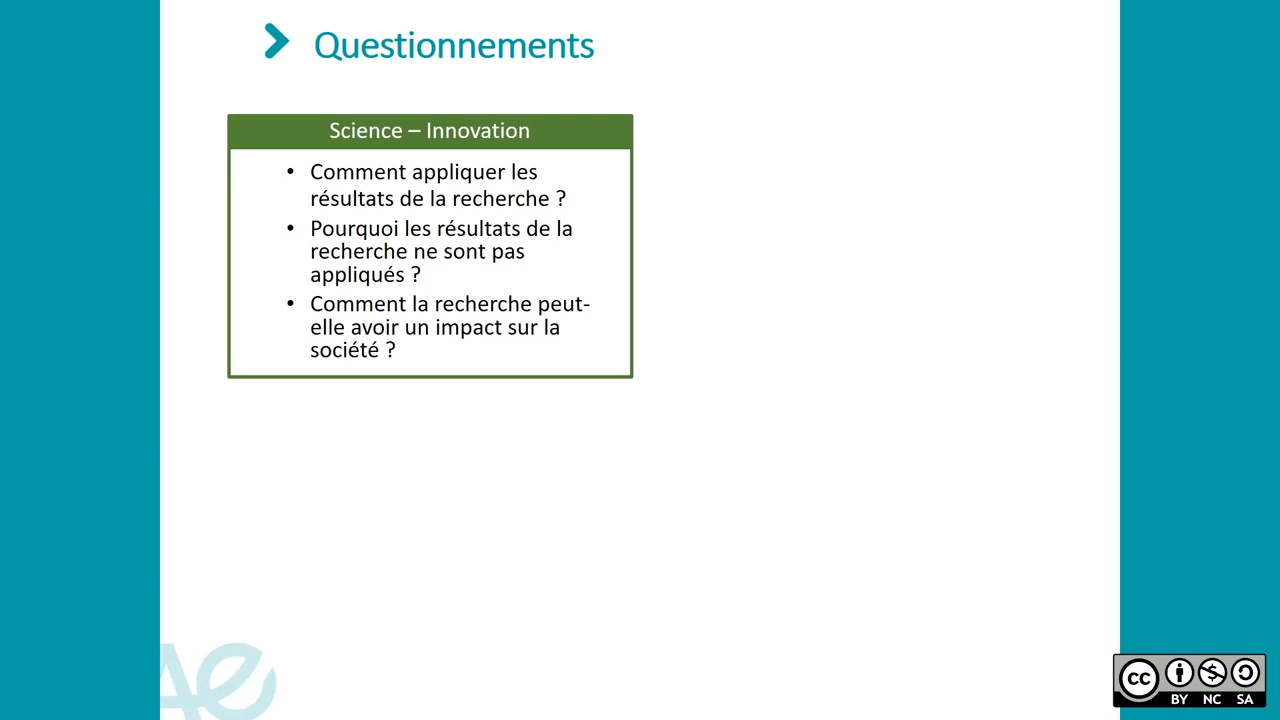 Questionnements
Science – Innovation
• Comment appliquer les
résultats de la recherche ?
• Pourquoi les résultats de la
recherche ne sont pas
appliqués ?
• Comment la recherche peut-
elle avoir un impact sur la
société ?
cc
BY NC SA